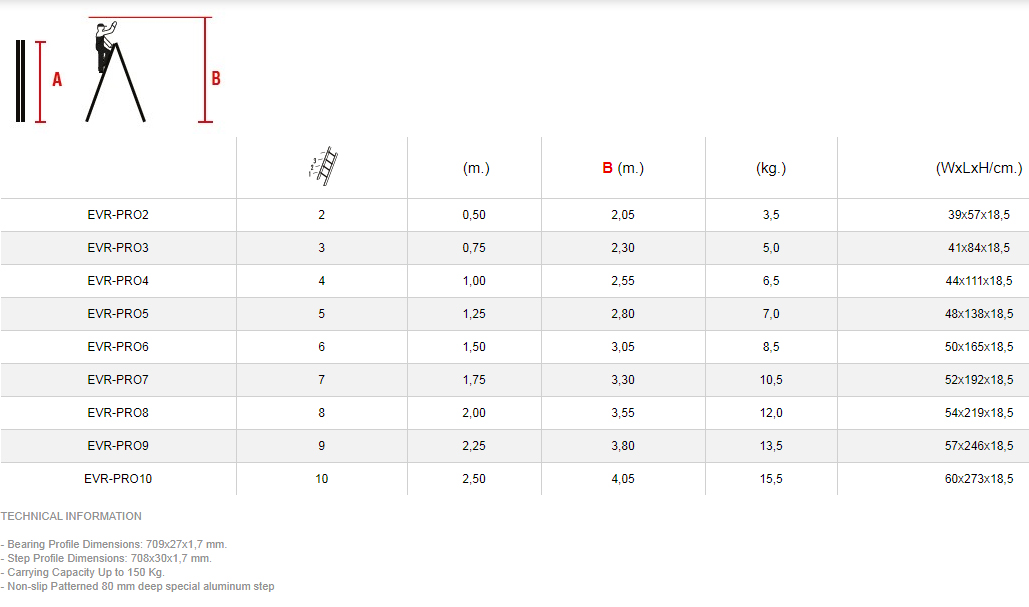 A
B
1 2 3
(m.) B (m.) (kg.) (WxLxH/cm.)
EVR-PRO2 2 0,50 2,05 3,5 39x57x18,5
EVR-PRO3 3 0,75 2,30 5,0 41x84x18,5
EVR-PRO4 4 1,00 2,55 6,5 44x111x18,5
EVR-PRO5 5 1,25 2,80 7,0 48x138x18,5
EVR-PRO6 6 1,50 3,05 8,5 50x165x18,5
EVR-PRO7 7 1,75 3,30 10,5 52x192x18,5
EVR-PRO8 8 2,00 3,55 12,0 54x219x18,5
EVR-PRO9 9 2,25 3,80 13,5 57x246x18,5
EVR-PRO10 10 2,50 4,05 15,5 60x273x18,5
TECHNICAL INFORMATION
- Bearing Profile Dimensions: 709x27x1,7 mm.
- Step Profile Dimensions: 708x30x1,7 mm.
- Carrying Capacity Up to 150 Kg.
- Non-slip Patterned 80 mm deep special aluminum step